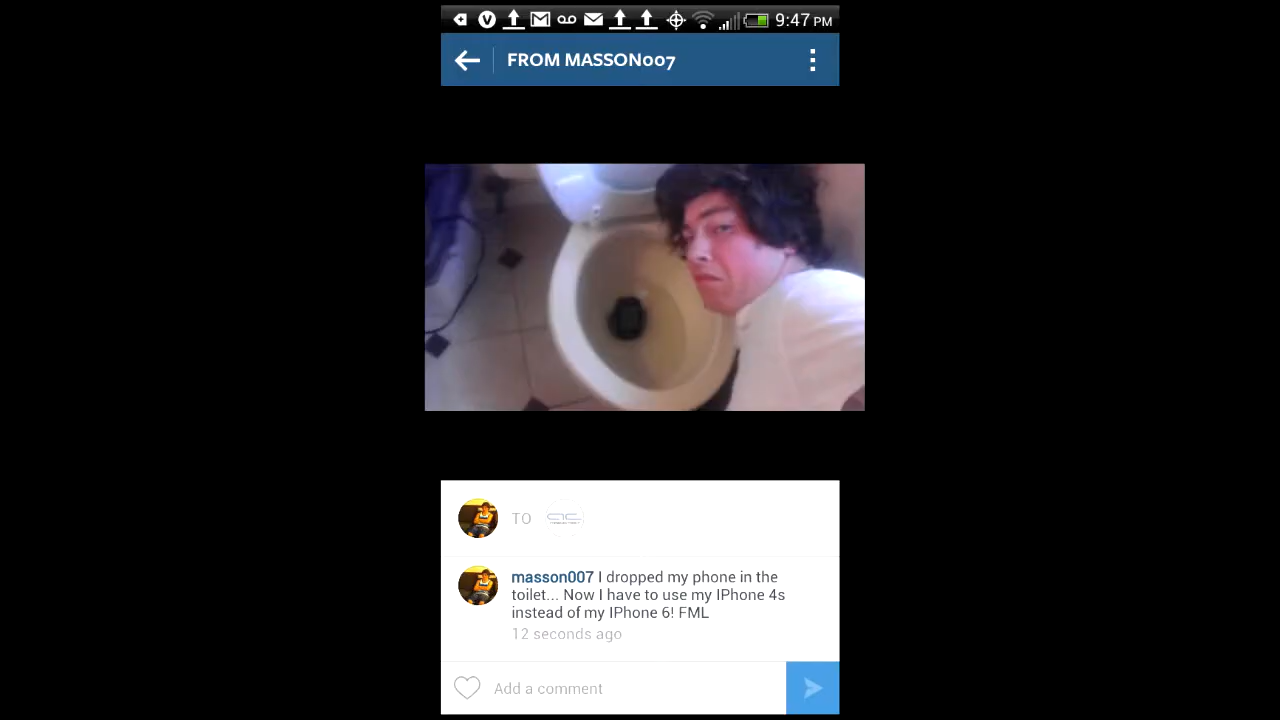 9:47 PM
FROM MASSON007
TO
masson007 I dropped my phone in the
toilet... Now I have to use my IPhone 4s
instead of my IPhone 6! FML
12 seconds ago
Add a comment